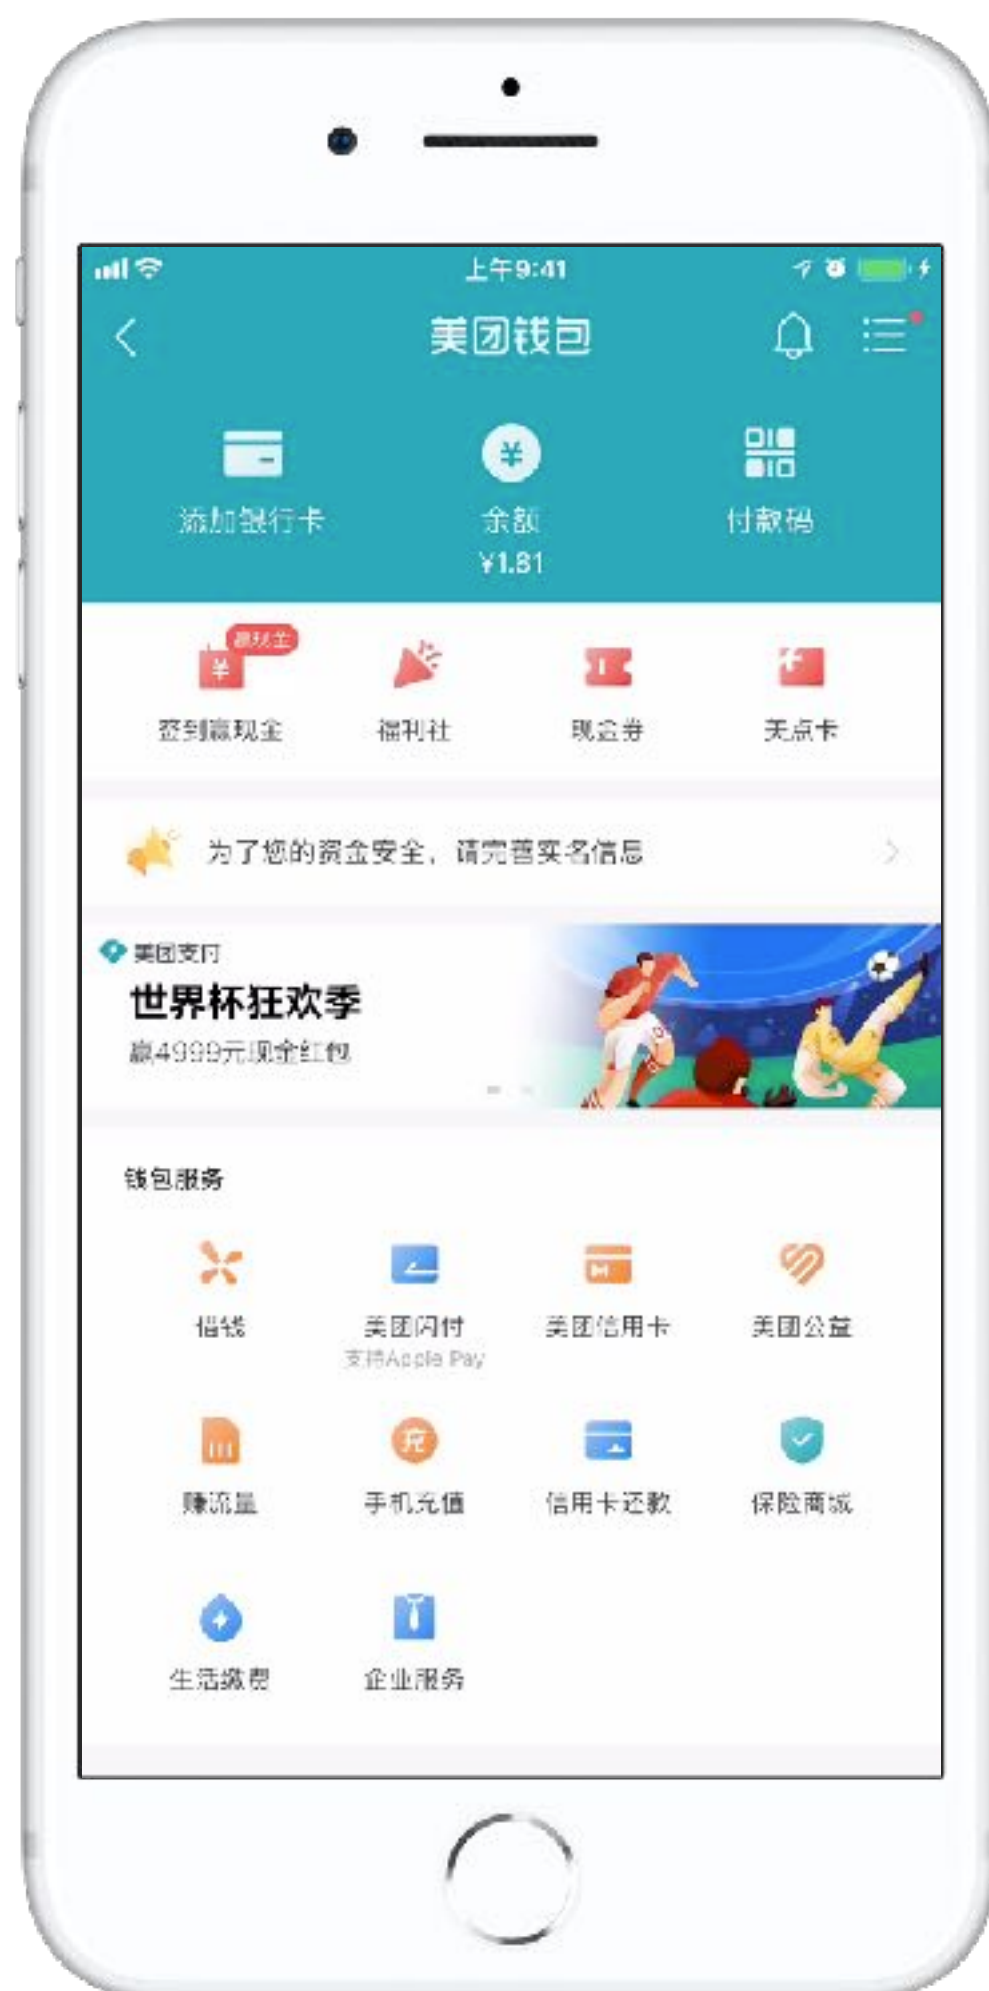 上午9:41
美团钱包
添加银行卡 余额 付款码
¥1.81
赢现金
签到赢现金 福利社 现金券 美点卡
为了您的资金安全，请完善实名信息
美团支付
世界杯狂欢季
赢4999元现金红包
钱包服务
借钱 美团闪付 美团信用卡 美团公益
支持Apple Pay
充
赚流量 手机充值 信用卡还款 保险商城
生活缴费 企业服务